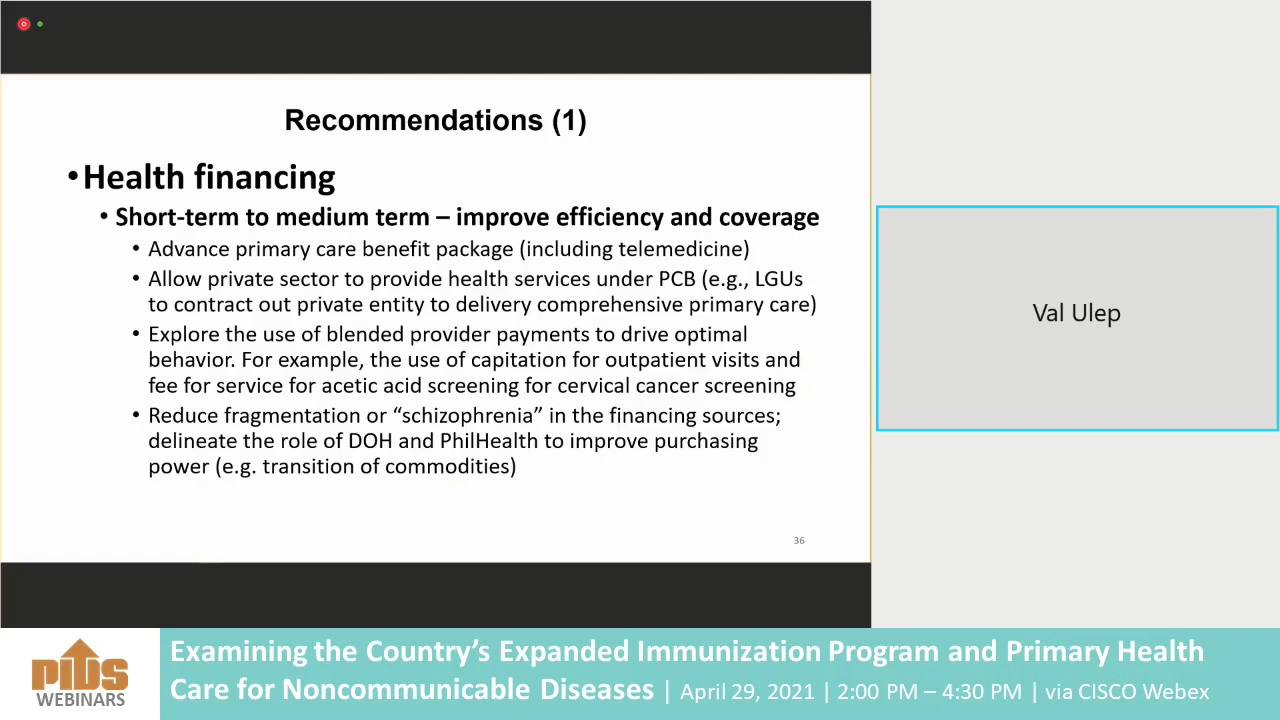 Recommendations (1)
•Health financing
• Short-term to medium term – improve efficiency and coverage
• Advance primary care benefit package (including telemedicine)
• Allow private sector to provide health services under PCB (e.g., LGUs
to contract out private entity to delivery comprehensive primary care)
• Explore the use of blended provider payments to drive optimal
behavior. For example, the use of capitation for outpatient visits and
fee for service for acetic acid screening for cervical cancer screening
• Reduce fragmentation or “schizophrenia” in the financing sources;
delineate the role of DOH and PhilHealth to improve purchasing
power (e.g. transition of commodities)
36
Val Ulep
PIDS
WEBINARS
Examining the Country’s Expanded Immunization Program and Primary Health
Care for Noncommunicable Diseases | April 29, 2021 | 2:00 PM – 4:30 PM | via CISCO Webex